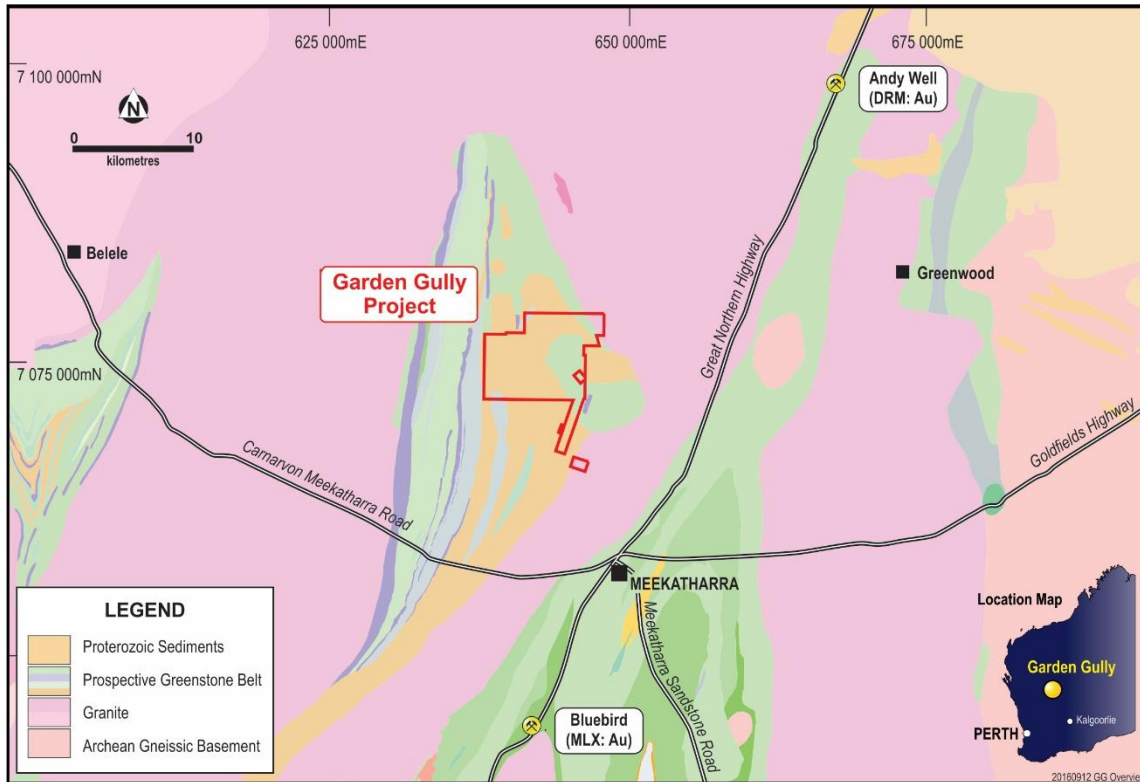 625 000mE
650 000mE
675 000mE
7 100 000mN
N
0
10
kilometres
Andy Well
(DRM: Au)
Belele
Garden Gully
Project
Great Northern Highway
Greenwood
7 075 000mN
Carnarvon Meekatharra Road
Goldfields Highway
MEEKATHARRA
Meekatharra Sandstone Road
Bluebird
(MLX: Au)
LEGEND
Proterozoic Sediments
Prospective Greenstone Belt
Granite
Archean Gneissic Basement
Location Map
Garden Gully
Kalgoorlie
PERTH
20160912 GG Overvie